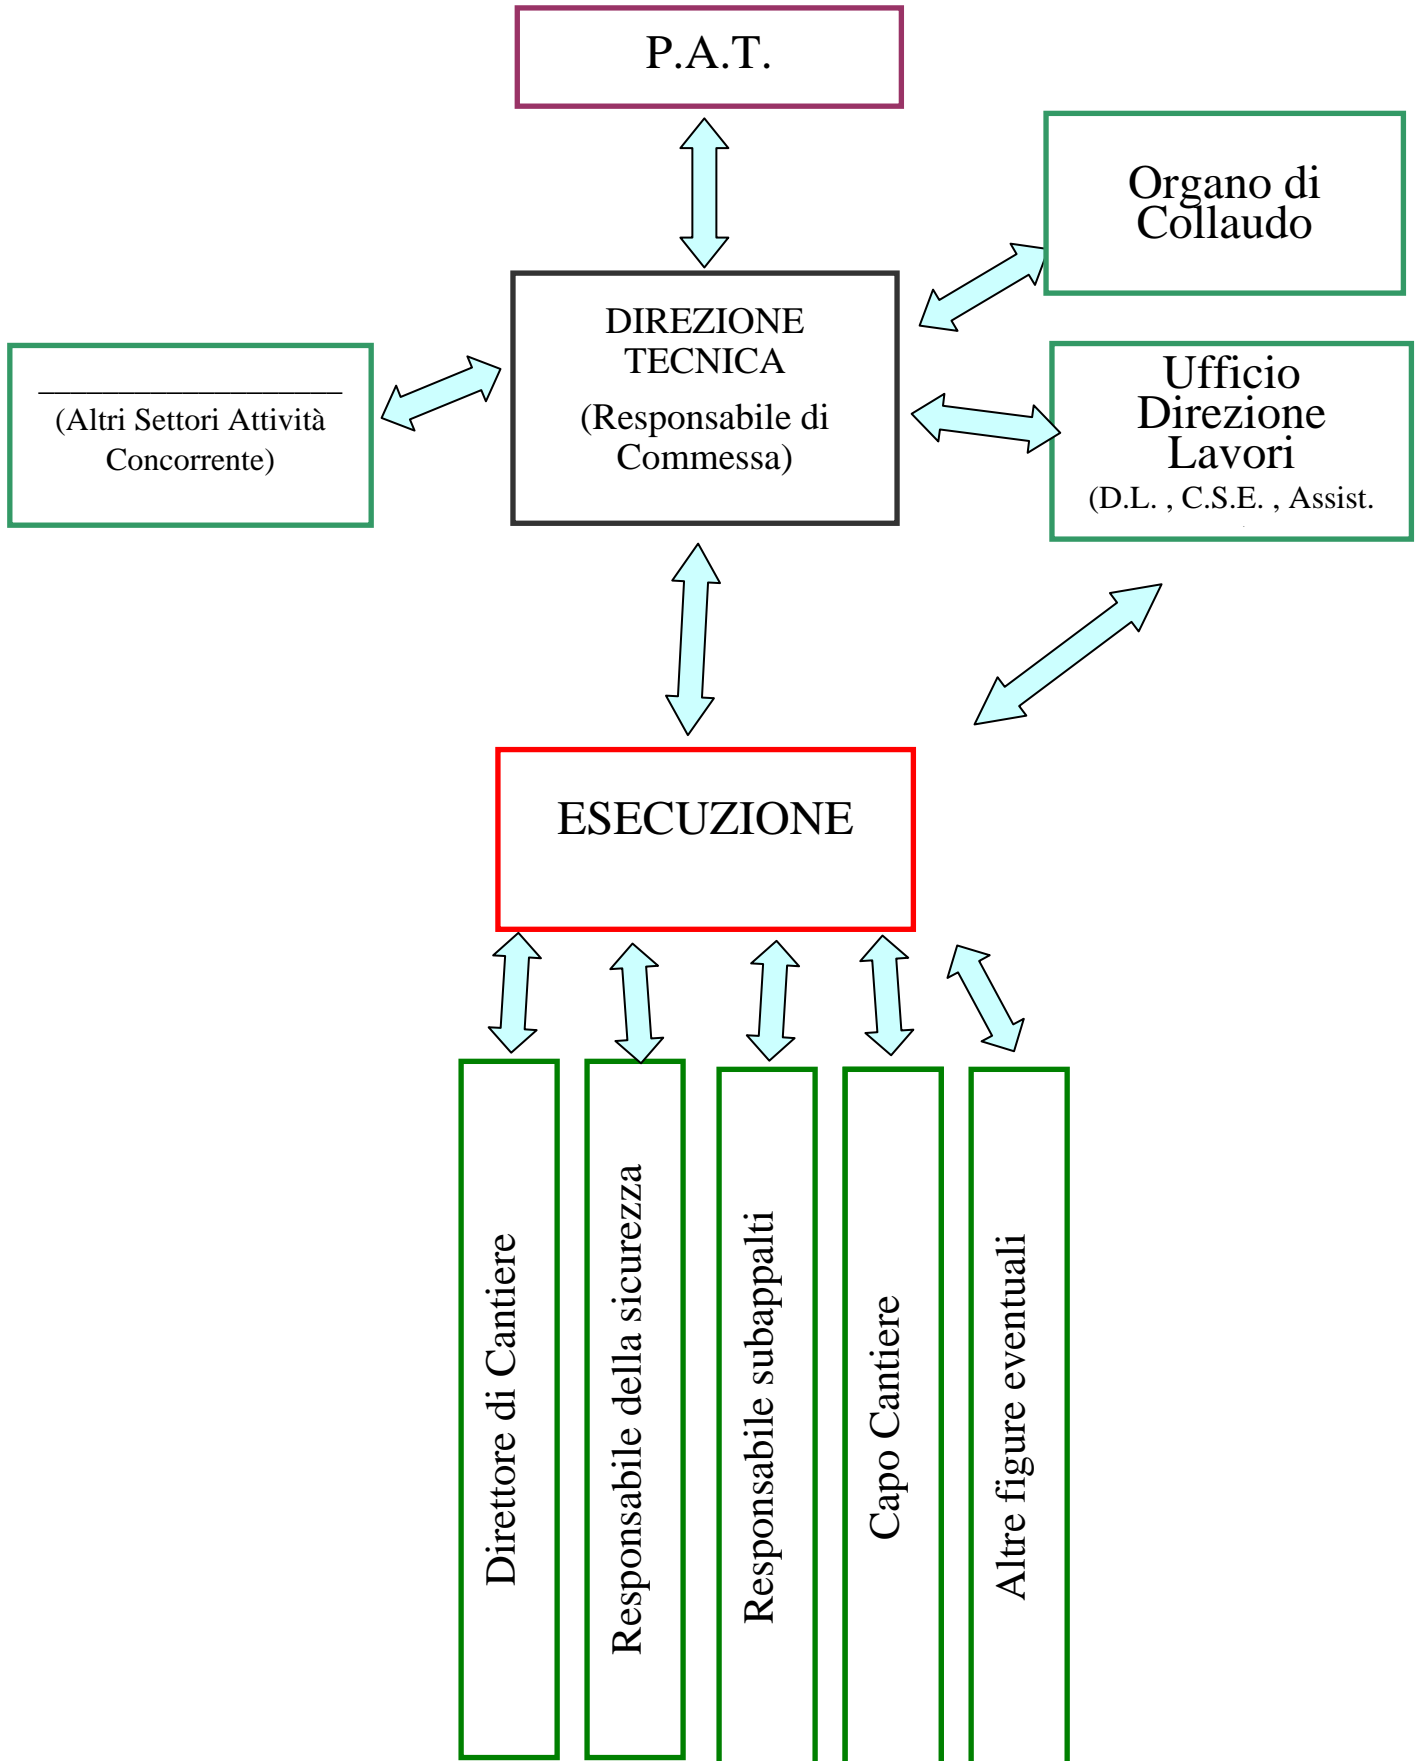 P.A.T.
Organo di
Collaudo
DIREZIONE
TECNICA
(Responsabile di
Commessa)
___________________
(Altri Settori Attività
Concorrente)
Ufficio
Direzione
Lavori
(D.L. , C.S.E. , Assist.
ESECUZIONE
Direttore di Cantiere
Responsabile della sicurezza
Responsabile subappalti
Capo Cantiere
Altre figure eventuali